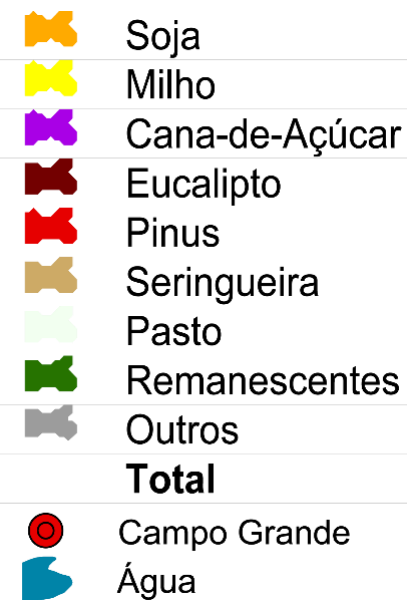 Soja
Milho
Cana-de-Açúcar
Eucalipto
Pinus
Seringueira
Pasto
Remanescentes
Outros
Total
Campo Grande
Água